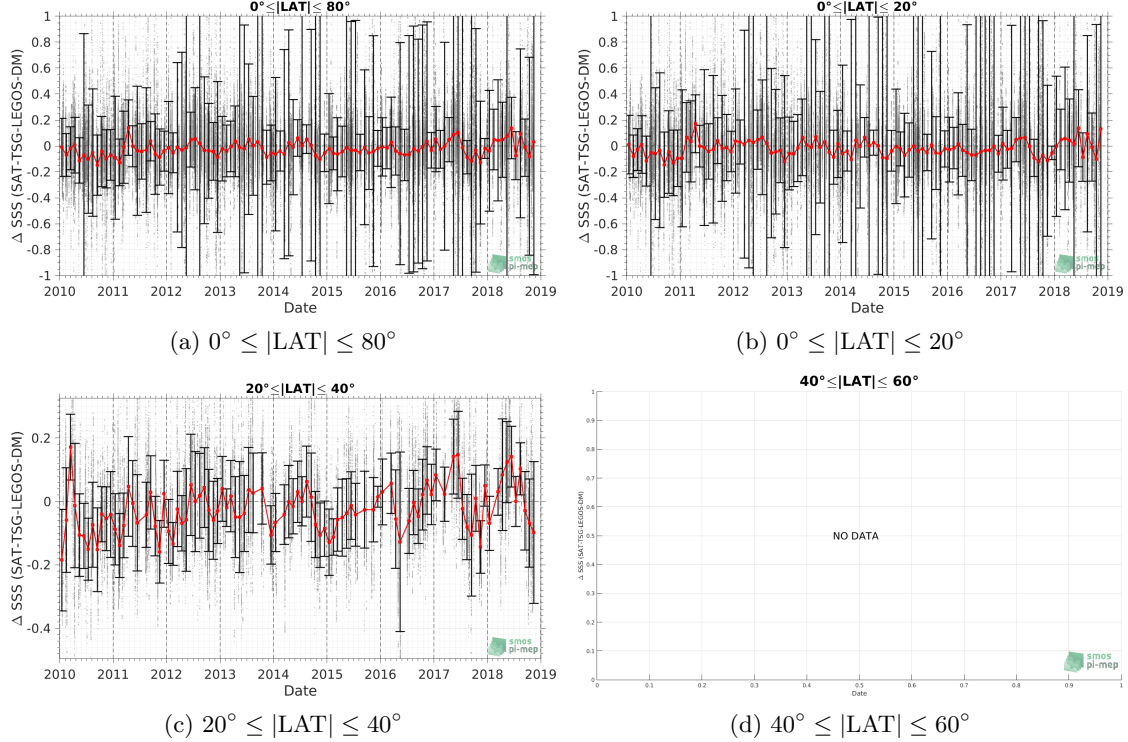 0°≤|LAT|≤ 80°
Δ SSS (SAT-TSG-LEGOS-DM)
1
0.8
0.6
0.4
0.2
0
-0.2
-0.4
-0.6
-0.8
-1
2010 2011 2012 2013 2014 2015 2016 2017 2018 2019
Date
smos
pi-mep
(a) 0° ≤ |LAT| ≤ 80°
0°≤|LAT|≤ 20°
Δ SSS (SAT-TSG-LEGOS-DM)
1
0.8
0.6
0.4
0.2
0
-0.2
-0.4
-0.6
-0.8
-1
2010 2011 2012 2013 2014 2015 2016 2017 2018 2019
Date
smos
pi-mep
(b) 0° ≤ |LAT| ≤ 20°
20°≤|LAT|≤ 40°
Δ SSS (SAT-TSG-LEGOS-DM)
0.2
0
-0.2
-0.4
2010 2011 2012 2013 2014 2015 2016 2017 2018 2019
Date
smos
pi-mep
(c) 20° ≤ |LAT| ≤ 40°
40°≤|LAT|≤ 60°
Δ SSS (SAT-TSG-LEGOS-DM)
1
0.9
0.8
0.7
0.6
0.5
0.4
0.3
0.2
0.1
0
NO DATA
0 0.1 0.2 0.3 0.4 0.5 0.6 0.7 0.8 0.9 1
Date
smos
pi-mep
(d) 40° ≤ |LAT| ≤ 60°